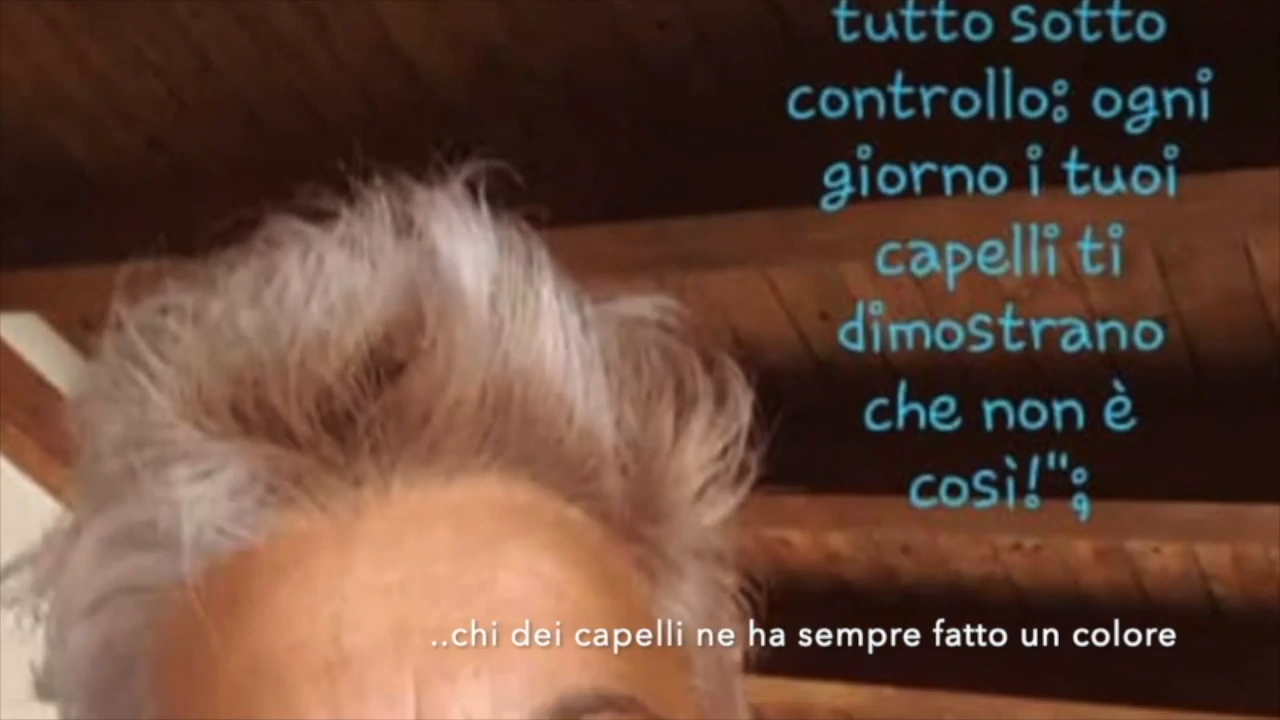 tutto sotto
controllo: ogni
giorno i tuoi
capelli ti
dimostrano
che non è
così!";
..chi dei capelli ne ha sempre fatto un colore